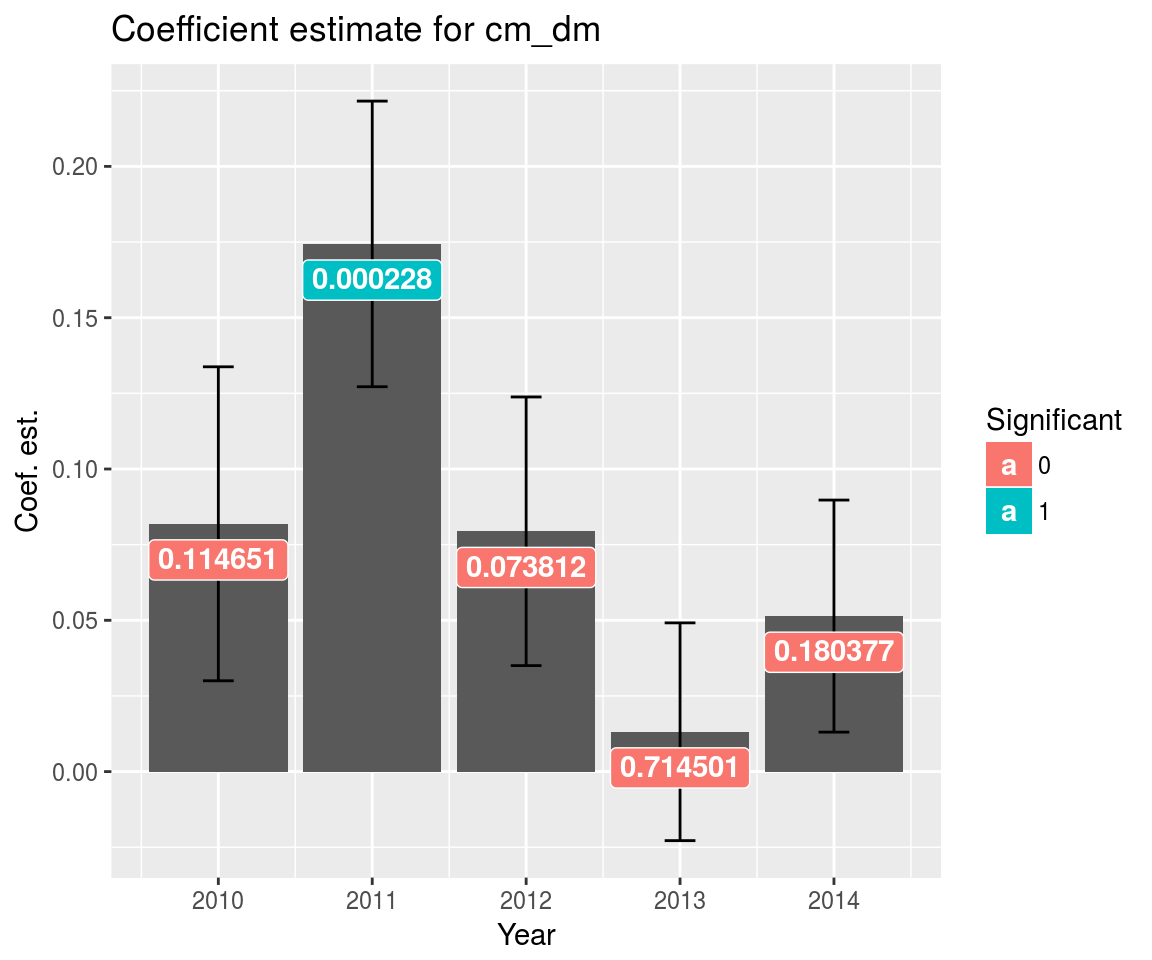 Coefficient estimate for cm_dm
Coef. est.
0.20
0.15
0.10
0.05
0.00
0.114651
0.000228
0.073812
0.714501
0.180377
2010 2011 2012 2013 2014
Year
Significant
a 0
a 1